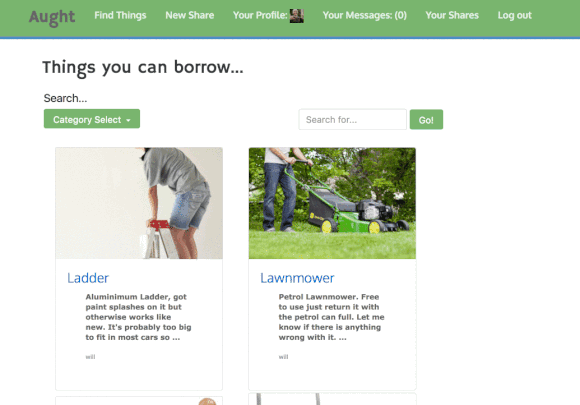 Aught Find Things New Share Your Profile: Your Messages: (0) Your Shares Log out
Things you can borrow...
Search...
Category Select Search for... Go!
Ladder
Aluminimum Ladder, got
paint splashes on it but
otherwise works like
new. It's probably too big
to fit in most cars so ...
will
Lawnmower
Petrol Lawnmower. Free
to use just return it with
the petrol can full. Let me
know if there is anything
wrong with it. ...
will